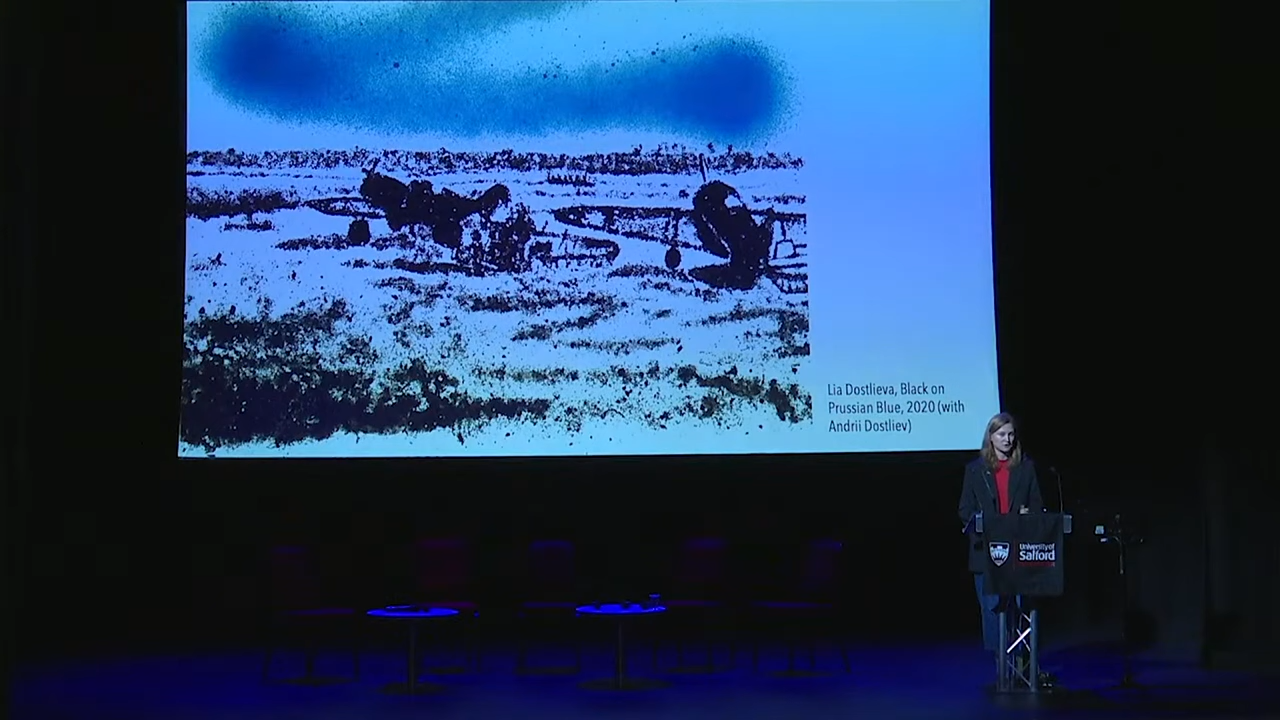 Lia Dostlieva, Black on
Prussian Blue, 2020 (with
Andrii Dostliev)
University of
Salford